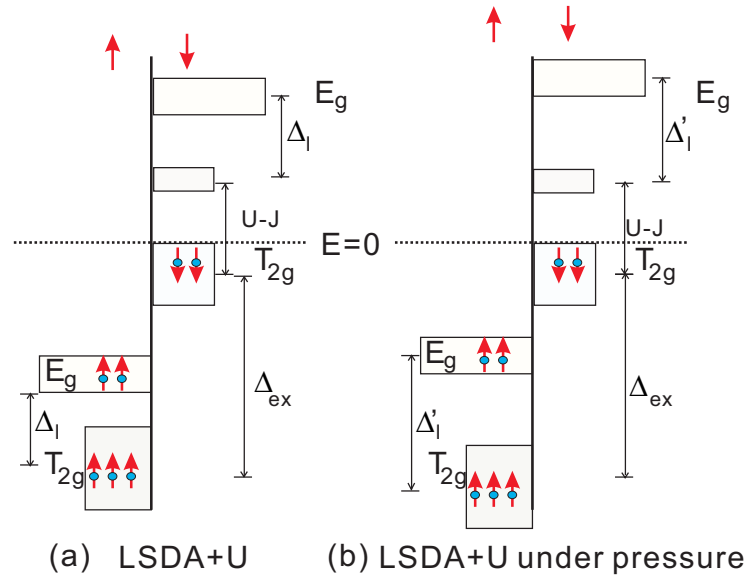 E_g
Δ_l
U-J
E=0
T_2g
E_g
Δ_ex
Δ_l
T_2g
(a) LSDA+U
E_g
Δ'_l
U-J
T_2g
E_g
Δ_ex
Δ'_l
T_2g
(b) LSDA+U under pressure